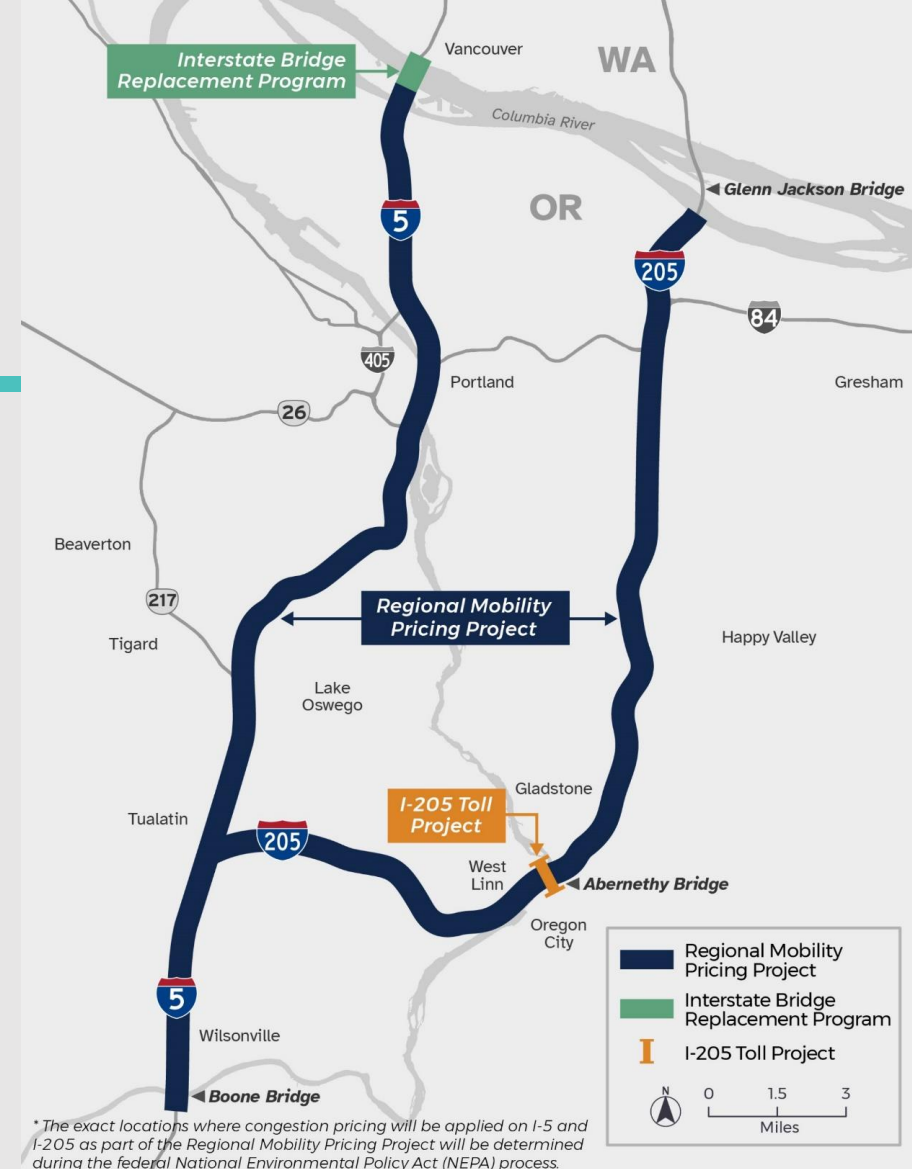 Vancouver
WA
Interstate Bridge
Replacement Program
Columbia River
Glenn Jackson Bridge
OR
5
205
84
405
Portland
Gresham
26
Beaverton
217
Regional Mobility
Pricing Project
Tigard
Happy Valley
Lake
Oswego
Gladstone
I-205 Toll
Project
Tualatin
205
West
Linn
Abernethy Bridge
Oregon
City
Regional Mobility
Pricing Project
5
Interstate Bridge
Replacement Program
Wilsonville
I-205 Toll Project
Boone Bridge
N
0 1.5 3
Miles
* The exact locations where congestion pricing will be applied on I-5 and
I-205 as part of the Regional Mobility Pricing Project will be determined
during the federal National Environmental Policy Act (NEPA) process.